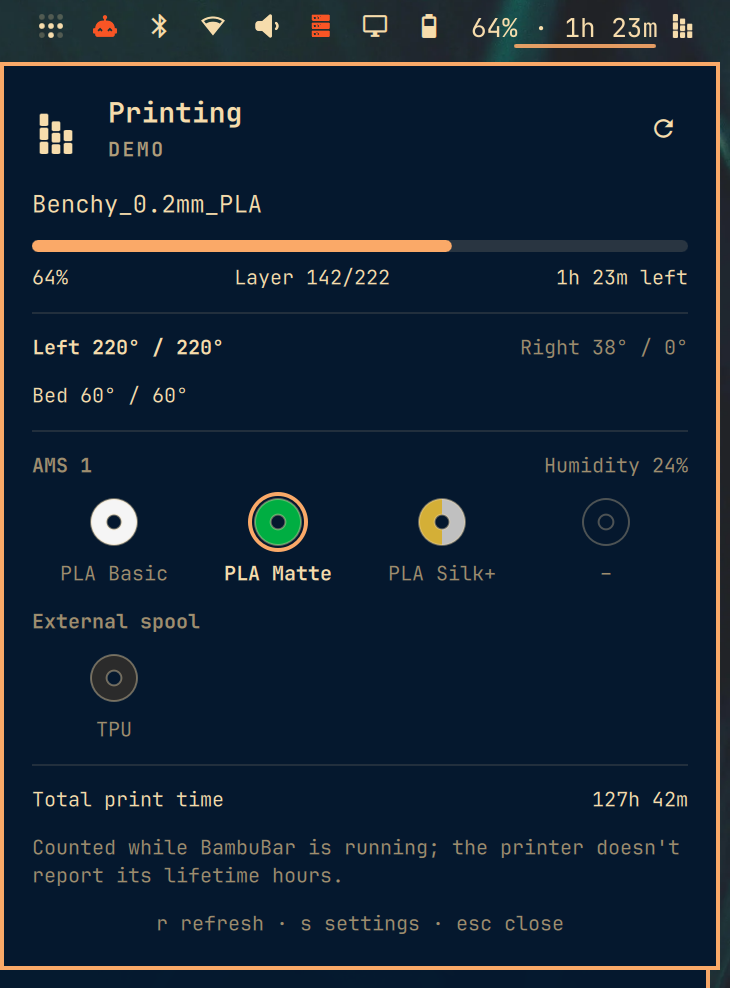 64% · 1h 23m
Printing
DEMO
Benchy_0.2mm_PLA
64% Layer 142/222 1h 23m left
Left 220° / 220° Right 38° / 0°
Bed 60° / 60°
AMS 1 Humidity 24%
PLA Basic PLA Matte PLA Silk+ –
External spool
TPU
Total print time 127h 42m
Counted while BambuBar is running; the printer doesn't
report its lifetime hours.
r refresh · s settings · esc close